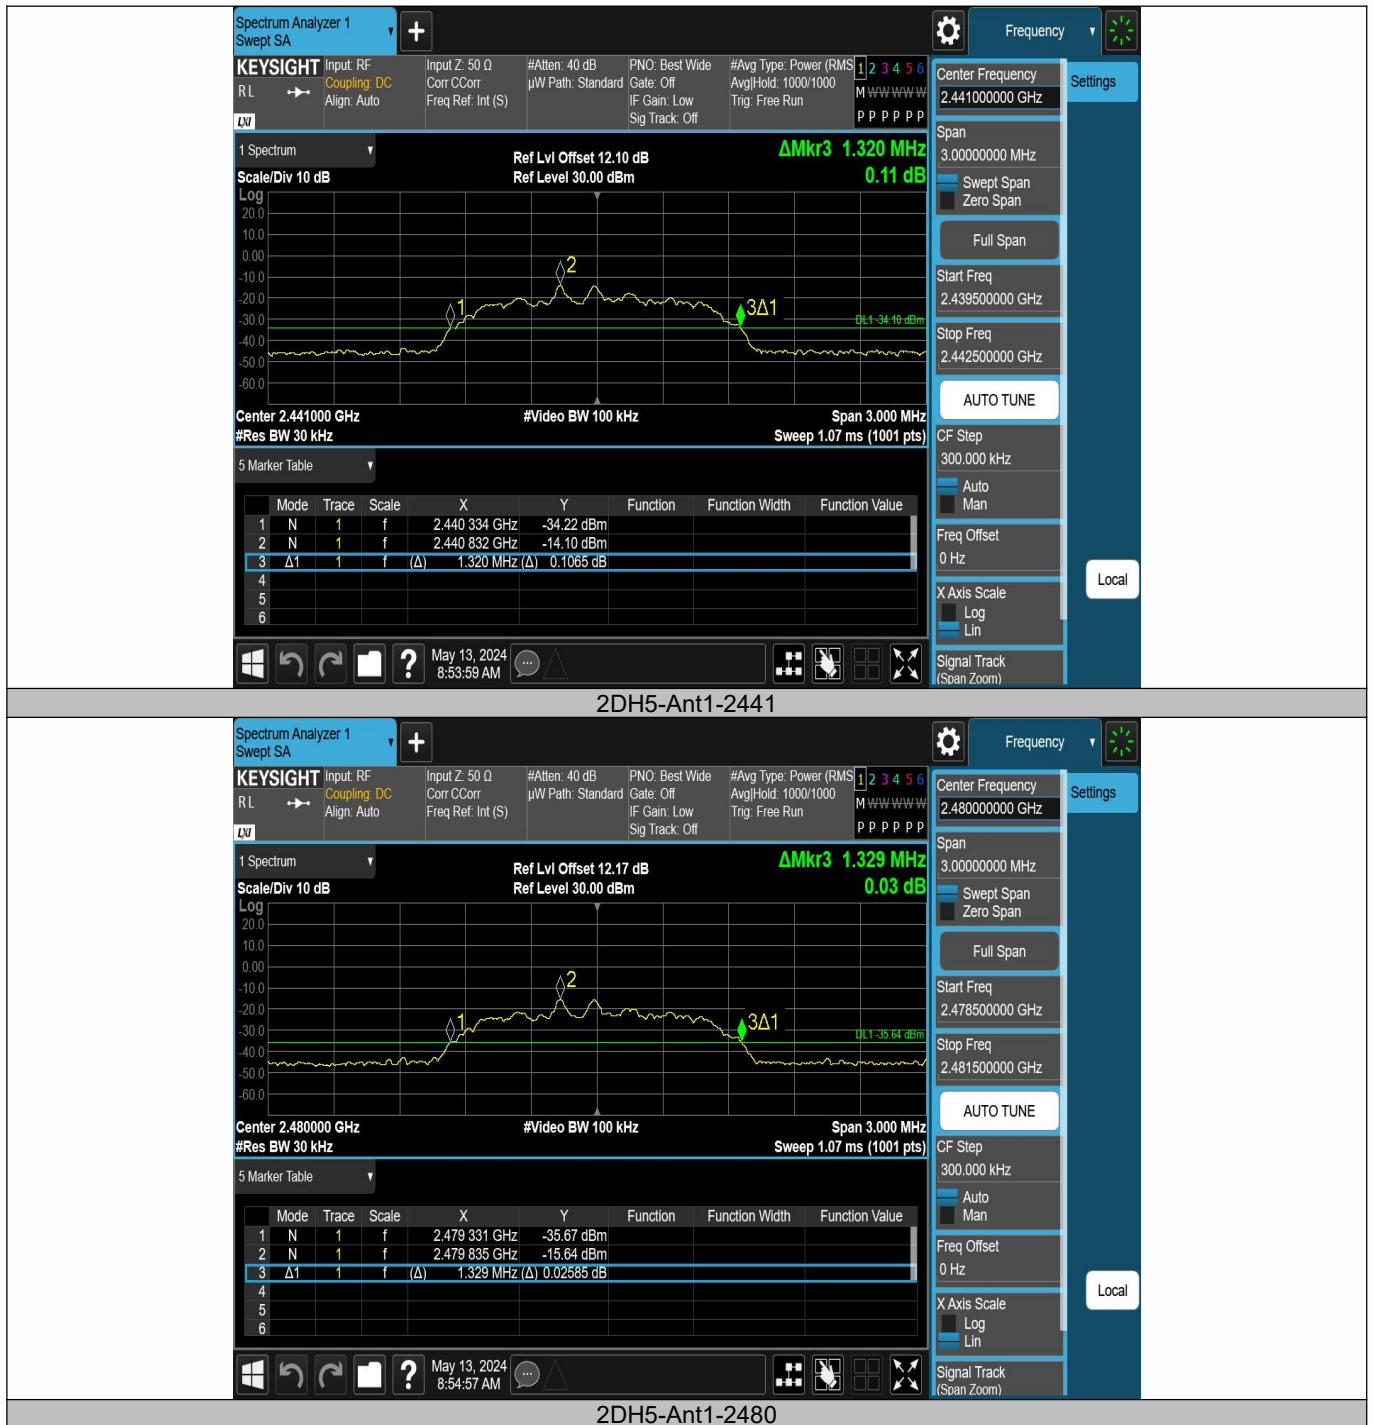 Spectrum Analyzer 1
Swept SA
+
Frequency
KEYSIGHT
RL
LXI
Input: RF
Coupling: DC
Align: Auto
Input Z: 50 Ω
Corr CCorr
Freq Ref: Int (S)
#Atten: 40 dB
µW Path: Standard
PNO: Best Wide
Gate: Off
IF Gain: Low
Sig Track: Off
#Avg Type: Power (RMS
Avg|Hold: 1000/1000
Trig: Free Run
1 2 3 4 5 6
M W W W W W
P P P P P P
1 Spectrum
Scale/Div 10 dB
Ref Lvl Offset 12.10 dB
Ref Level 30.00 dBm
ΔMkr3 1.320 MHz
0.11 dB
Log
20.0
10.0
0.00
-10.0
-20.0
-30.0
-40.0
-50.0
-60.0
1
2
3Δ1
DL1 -34.10 dBm
Center 2.441000 GHz
#Video BW 100 kHz
Span 3.000 MHz
#Res BW 30 kHz
Sweep 1.07 ms (1001 pts)
5 Marker Table
Mode Trace Scale X Y Function Function Width Function Value
1 N 1 f 2.440 334 GHz -34.22 dBm
2 N 1 f 2.440 832 GHz -14.10 dBm
3 Δ1 1 f (Δ) 1.320 MHz (Δ) 0.1065 dB
4
5
6
?
May 13, 2024
8:53:59 AM
Center Frequency
2.441000000 GHz
Settings
Span
3.00000000 MHz
Swept Span
Zero Span
Full Span
Start Freq
2.439500000 GHz
Stop Freq
2.442500000 GHz
AUTO TUNE
CF Step
300.000 kHz
Auto
Man
Freq Offset
0 Hz
X Axis Scale
Log
Lin
Local
Signal Track
(Span Zoom)
2DH5-Ant1-2441
Spectrum Analyzer 1
Swept SA
+
Frequency
KEYSIGHT
RL
LXI
Input: RF
Coupling: DC
Align: Auto
Input Z: 50 Ω
Corr CCorr
Freq Ref: Int (S)
#Atten: 40 dB
µW Path: Standard
PNO: Best Wide
Gate: Off
IF Gain: Low
Sig Track: Off
#Avg Type: Power (RMS
Avg|Hold: 1000/1000
Trig: Free Run
1 2 3 4 5 6
M W W W W W
P P P P P P
1 Spectrum
Scale/Div 10 dB
Ref Lvl Offset 12.17 dB
Ref Level 30.00 dBm
ΔMkr3 1.329 MHz
0.03 dB
Log
20.0
10.0
0.00
-10.0
-20.0
-30.0
-40.0
-50.0
-60.0
1
2
3Δ1
DL1 -35.64 dBm
Center 2.480000 GHz
#Video BW 100 kHz
Span 3.000 MHz
#Res BW 30 kHz
Sweep 1.07 ms (1001 pts)
5 Marker Table
Mode Trace Scale X Y Function Function Width Function Value
1 N 1 f 2.479 331 GHz -35.67 dBm
2 N 1 f 2.479 835 GHz -15.64 dBm
3 Δ1 1 f (Δ) 1.329 MHz (Δ) 0.02585 dB
4
5
6
?
May 13, 2024
8:54:57 AM
Center Frequency
2.480000000 GHz
Settings
Span
3.00000000 MHz
Swept Span
Zero Span
Full Span
Start Freq
2.478500000 GHz
Stop Freq
2.481500000 GHz
AUTO TUNE
CF Step
300.000 kHz
Auto
Man
Freq Offset
0 Hz
X Axis Scale
Log
Lin
Local
Signal Track
(Span Zoom)
2DH5-Ant1-2480